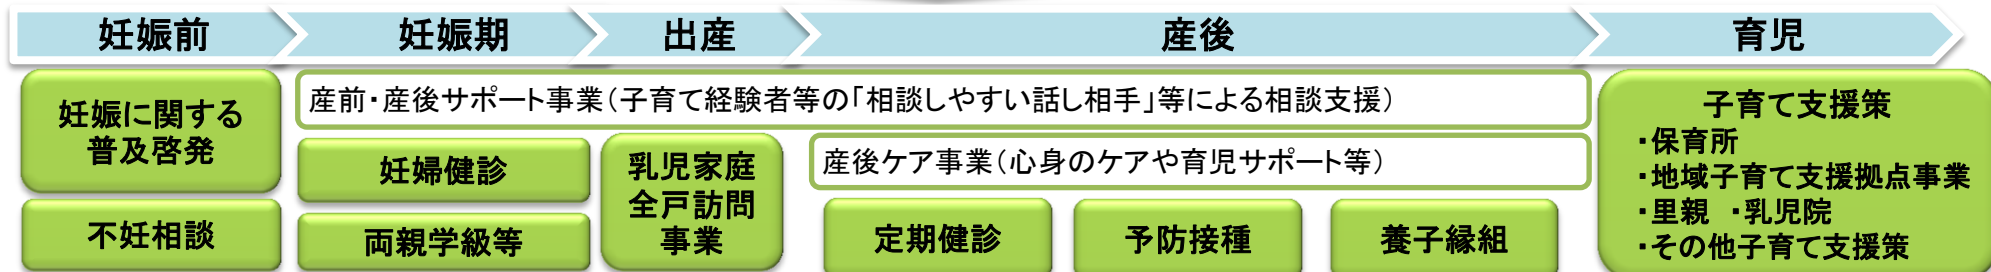 妊娠前
妊娠期
出産
産後
育児
妊娠に関する
普及啓発
不妊相談
産前・産後サポート事業(子育て経験者等の「相談しやすい話し相手」等による相談支援)
妊婦健診
両親学級等
乳児家庭
全戸訪問
事業
産後ケア事業(心身のケアや育児サポート等)
定期健診
予防接種
養子縁組
子育て支援策
・保育所
・地域子育て支援拠点事業
・里親 ・乳児院
・その他子育て支援策